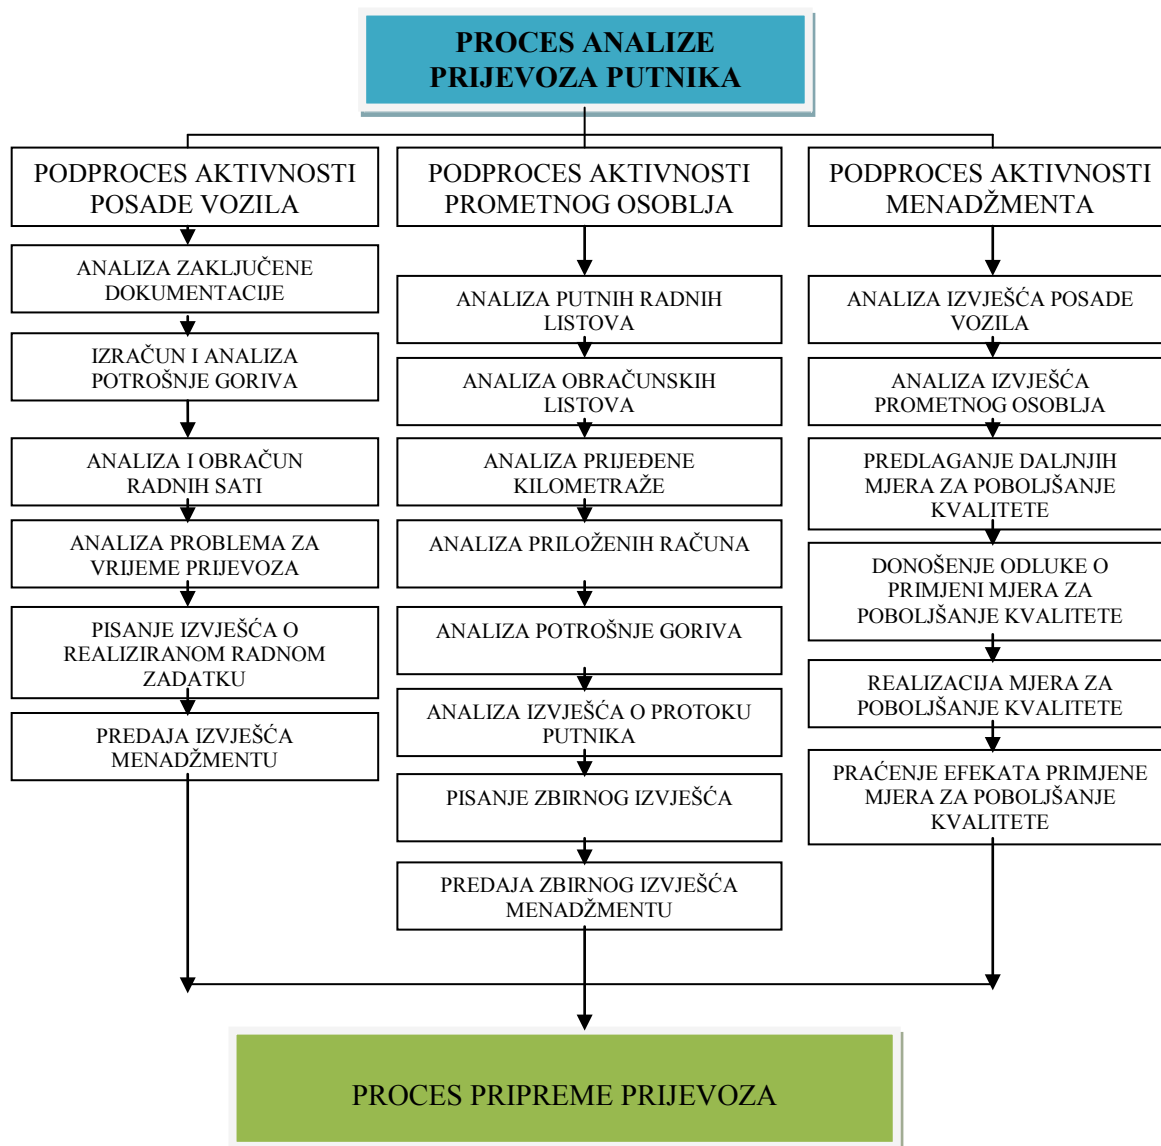 PROCES ANALIZE
PRIJEVOZA PUTNIKA
PODPROCES AKTIVNOSTI
POSADE VOZILA
ANALIZA ZAKLJUČENE
DOKUMENTACIJE
IZRAČUN I ANALIZA
POTROŠNJE GORIVA
ANALIZA I OBRAČUN
RADNIH SATI
ANALIZA PROBLEMA ZA
VRIJEME PRIJEVOZA
PISANJE IZVJEŠĆA O
REALIZIRANOM RADNOM
ZADATKU
PREDAJA IZVJEŠĆA
MENADŽMENTU
PODPROCES AKTIVNOSTI
PROMETNOG OSOBLJA
ANALIZA PUTNIH RADNIH
LISTOVA
ANALIZA OBRAČUNSKIH
LISTOVA
ANALIZA PRIJEĐENE
KILOMETRAŽE
ANALIZA PRILOŽENIH RAČUNA
ANALIZA POTROŠNJE GORIVA
ANALIZA IZVJEŠĆA O PROTOKU
PUTNIKA
PISANJE ZBIRNOG IZVJEŠĆA
PREDAJA ZBIRNOG IZVJEŠĆA
MENADŽMENTU
PODPROCES AKTIVNOSTI
MENADŽMENTA
ANALIZA IZVJEŠĆA POSADE
VOZILA
ANALIZA IZVJEŠĆA
PROMETNOG OSOBLJA
PREDLAGANJE DALJNJIH
MJERA ZA POBOLJŠANJE
KVALITETE
DONOŠENJE ODLUKE O
PRIMJENI MJERA ZA
POBOLJŠANJE KVALITETE
REALIZACIJA MJERA ZA
POBOLJŠANJE KVALITETE
PRAĆENJE EFEKATA PRIMJENE
MJERA ZA POBOLJŠANJE
KVALITETE
PROCES PRIPREME PRIJEVOZA